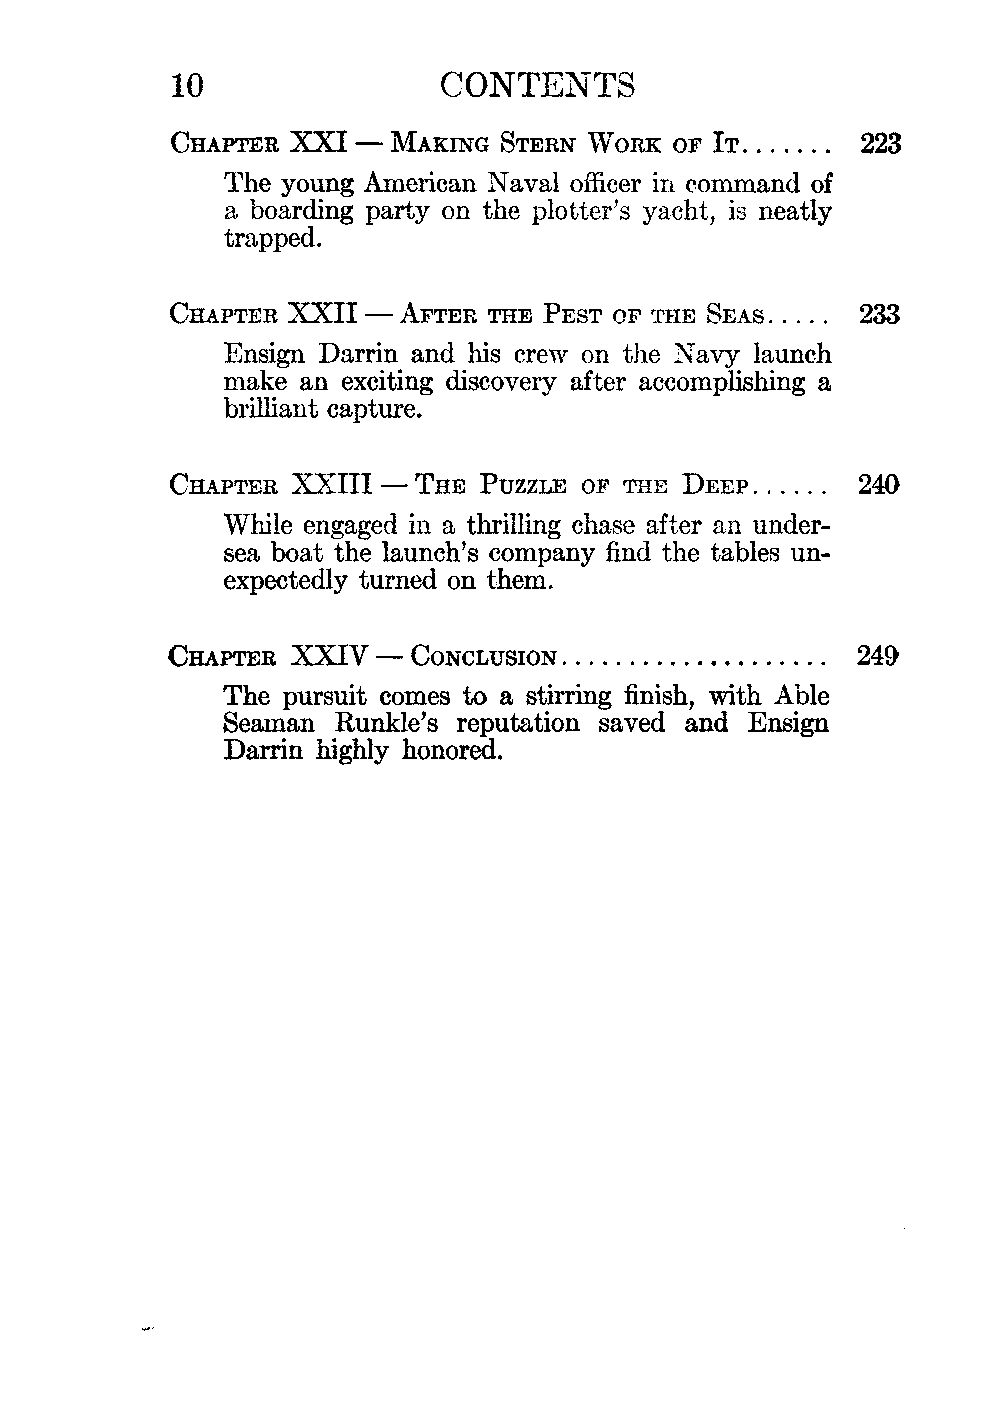 10 CONTENTS
Chapter XXI — Making Stern Work of It....... 223
The young American Naval officer in command of
a boarding party on the plotter's yacht, is neatly
trapped.
Chapter XXII — After the Pest of the Seas..... 233
Ensign Darrin and his crew on the Navy launch
make an exciting discovery after accomplishing a
brilliant capture.
Chapter XXIII — The Puzzle of the Deep...... 240
While engaged in a thrilling chase after an under-
sea boat the launch's company find the tables un-
expectedly turned on them.
Chapter XXIV — Conclusion.................... 249
The pursuit comes to a stirring finish, with Able
Seaman Runkle's reputation saved and Ensign
Darrin highly honored.